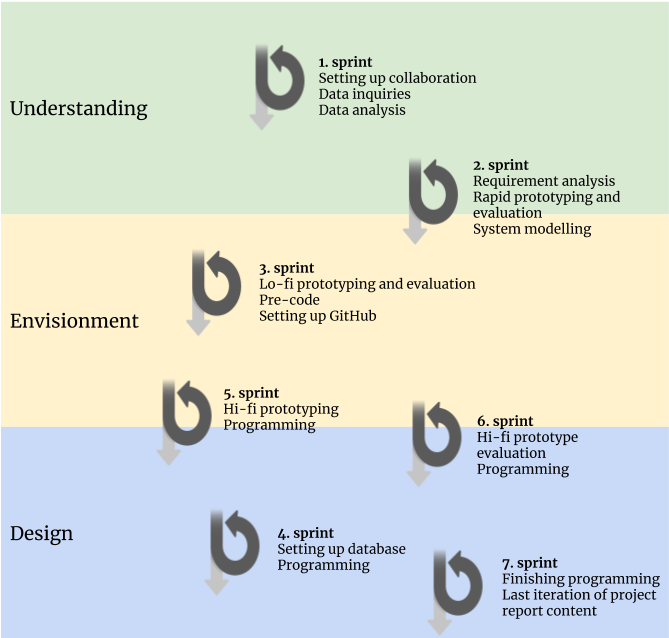 Understanding
1. sprint
Setting up collaboration
Data inquiries
Data analysis
2. sprint
Requirement analysis
Rapid prototyping and
evaluation
System modelling
Envisionment
3. sprint
Lo-fi prototyping and evaluation
Pre-code
Setting up GitHub
5. sprint
Hi-fi prototyping
Programming
6. sprint
Hi-fi prototype
evaluation
Programming
Design
4. sprint
Setting up database
Programming
7. sprint
Finishing programming
Last iteration of project
report content